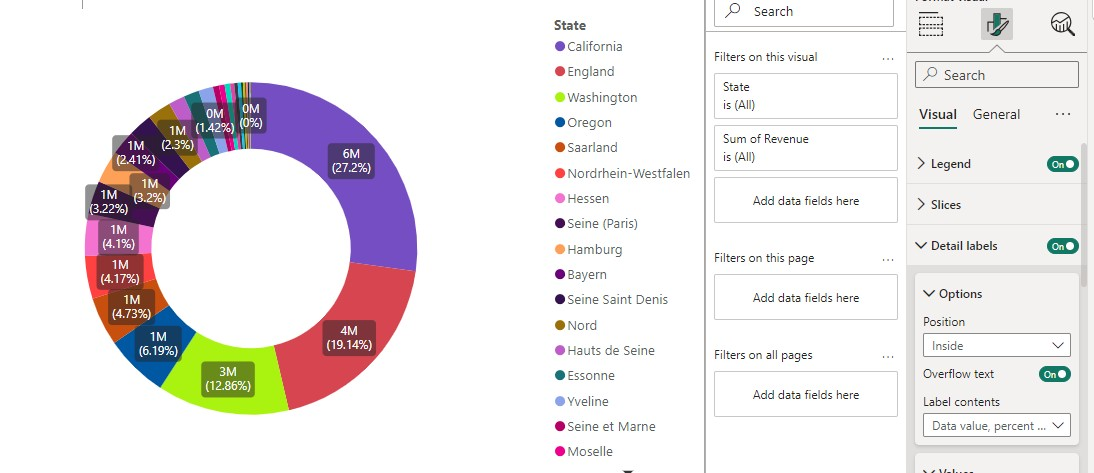 State
California
England
Washington
Oregon
Saarland
Nordrhein-Westfalen
Hessen
Seine (Paris)
Hamburg
Bayern
Seine Saint Denis
Nord
Hauts de Seine
Essonne
Yveline
Seine et Marne
Moselle
0M
(0%)
6M
(27.2%)
4M
(19.14%)
3M
(12.86%)
1M
(6.19%)
1M
(4.73%)
1M
(4.17%)
1M
(4.1%)
1M
(3.22%)
1M
(3.2%)
1M
(2.41%)
1M
(2.3%)
0M
(1.42%)
Search
Filters on this visual ...
State
is (All)
Sum of Revenue
is (All)
Add data fields here
Filters on this page ...
Add data fields here
Filters on all pages ...
Add data fields here
Search
Visual General ...
Legend On
Slices
Detail labels On
Options
Position
Inside
Overflow text On
Label contents
Data value, percent ...